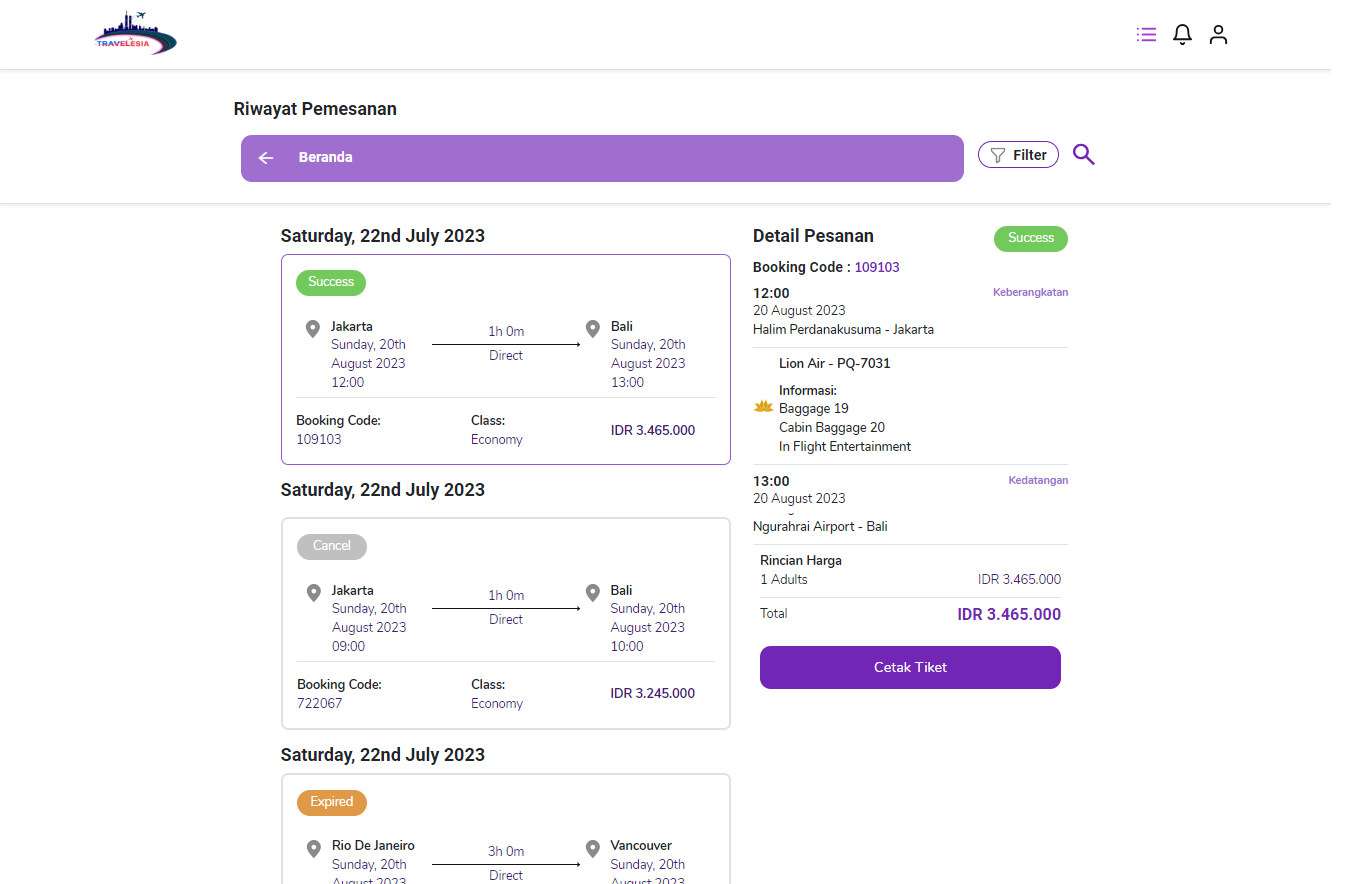 TRAVELESIA
Riwayat Pemesanan
Beranda
Filter
Saturday, 22nd July 2023
Success
Jakarta
Sunday, 20th
August 2023
12:00
1h 0m
Direct
Bali
Sunday, 20th
August 2023
13:00
Booking Code:
109103
Class:
Economy
IDR 3.465.000
Saturday, 22nd July 2023
Cancel
Jakarta
Sunday, 20th
August 2023
09:00
1h 0m
Direct
Bali
Sunday, 20th
August 2023
10:00
Booking Code:
722067
Class:
Economy
IDR 3.245.000
Saturday, 22nd July 2023
Expired
Rio De Janeiro
Sunday, 20th
August 2023
3h 0m
Direct
Vancouver
Sunday, 20th
August 2023
Detail Pesanan
Success
Booking Code : 109103
12:00
Keberangkatan
20 August 2023
Halim Perdanakusuma - Jakarta
Lion Air - PQ-7031
Informasi:
Baggage 19
Cabin Baggage 20
In Flight Entertainment
13:00
Kedatangan
20 August 2023
Ngurahrai Airport - Bali
Rincian Harga
1 Adults
IDR 3.465.000
Total
IDR 3.465.000
Cetak Tiket